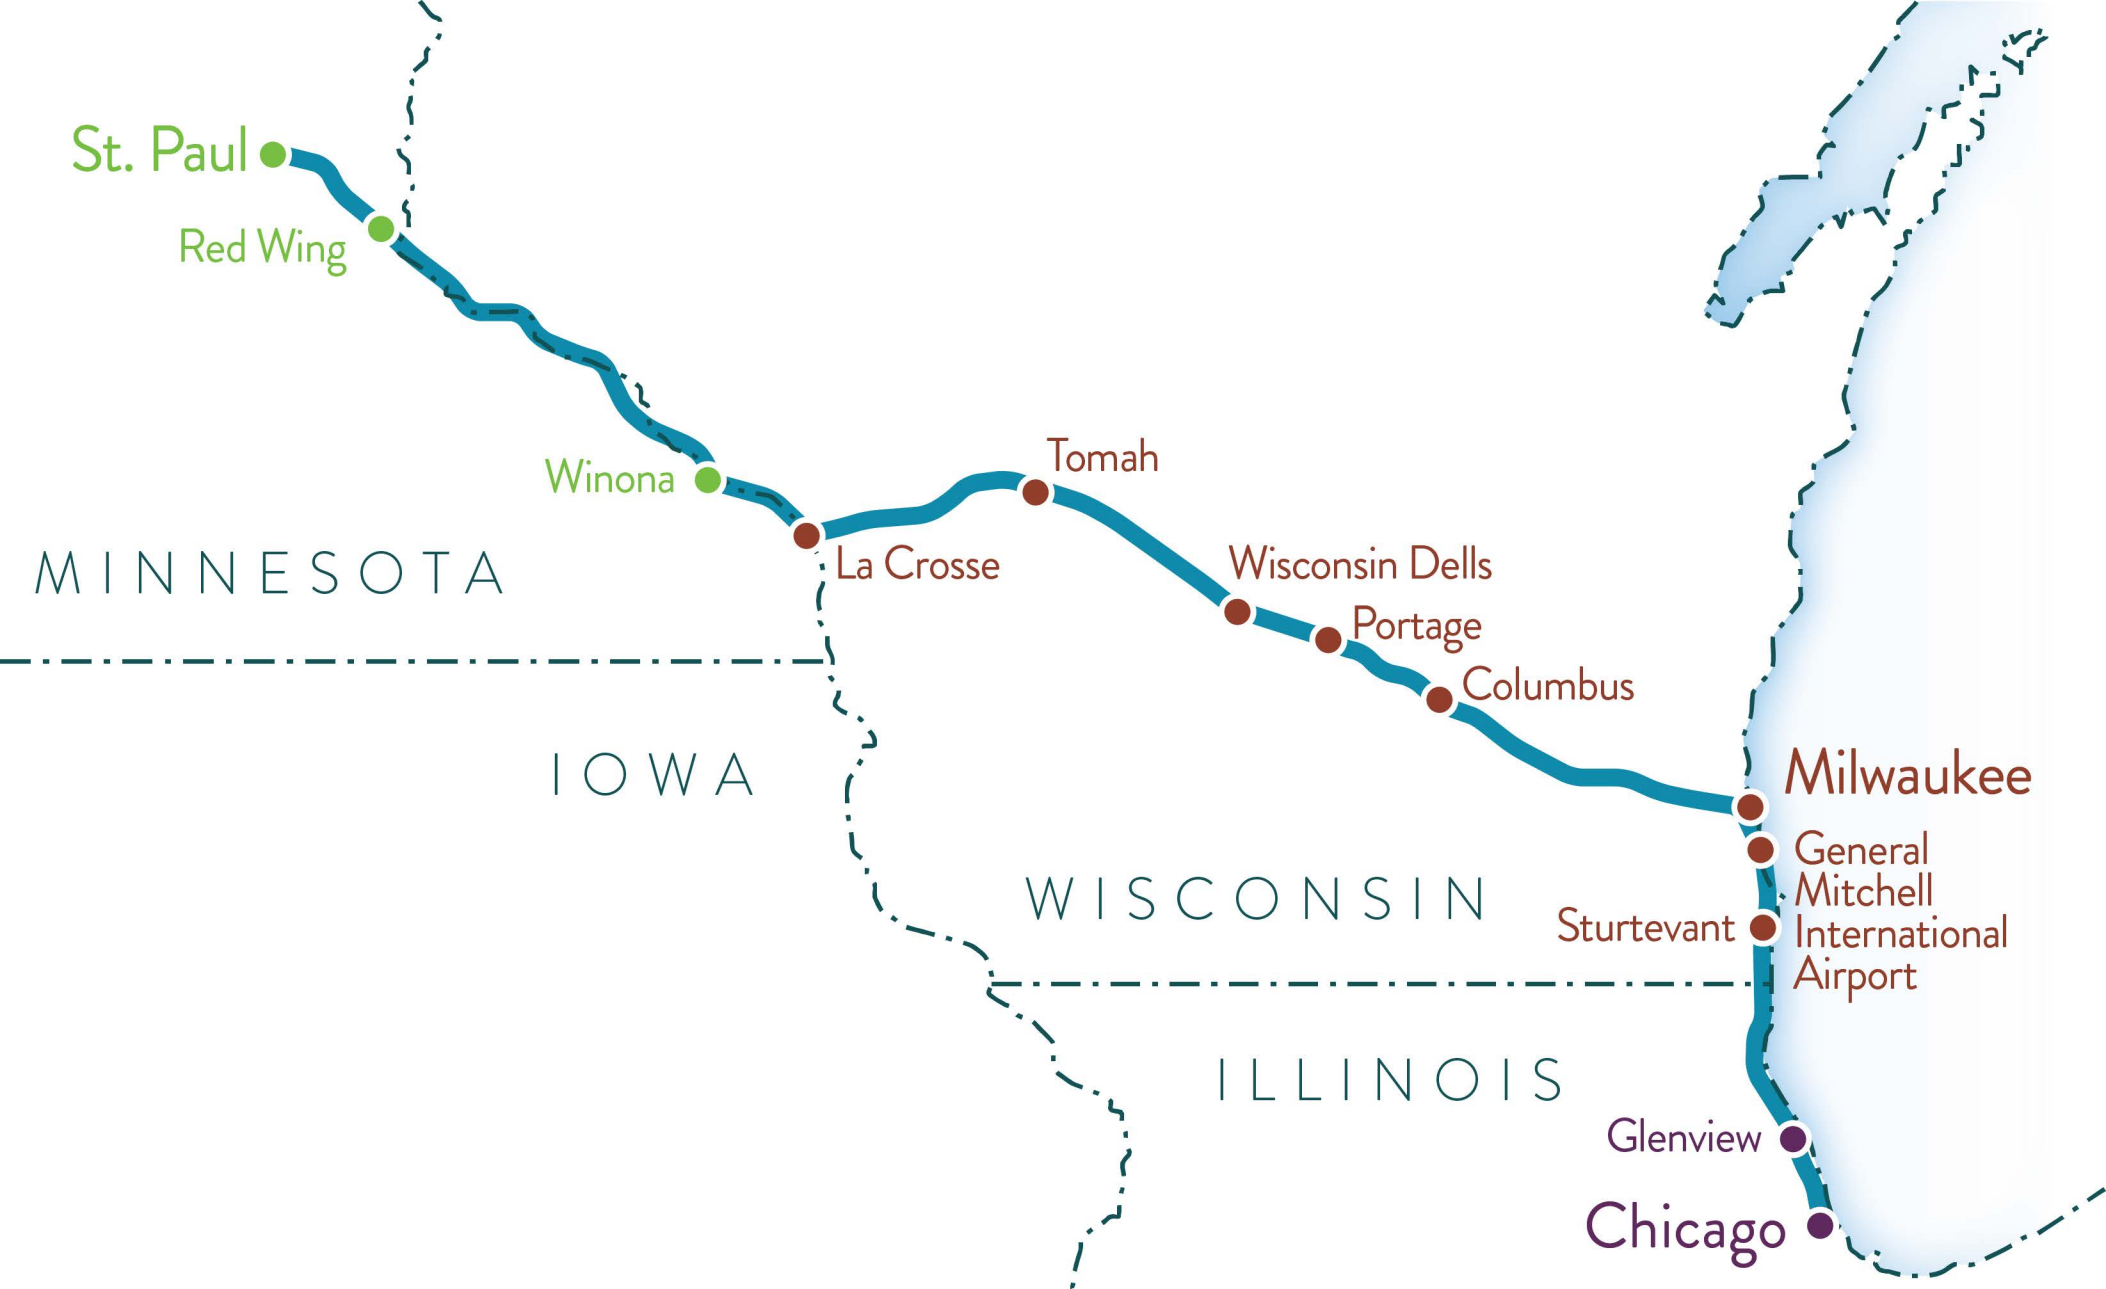 St. Paul
Red Wing
Winona
Tomah
La Crosse
Wisconsin Dells
Portage
Columbus
MINNESOTA
IOWA
Milwaukee
General
Mitchell
International
Airport
WISCONSIN
Sturtevant
ILLINOIS
Glenview
Chicago